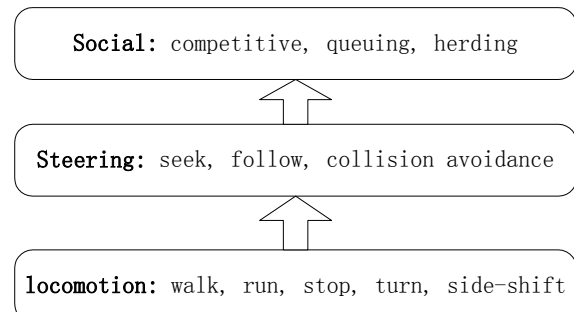 Social: competitive, queuing, herding
Steering: seek, follow, collision avoidance
locomotion: walk, run, stop, turn, side-shift